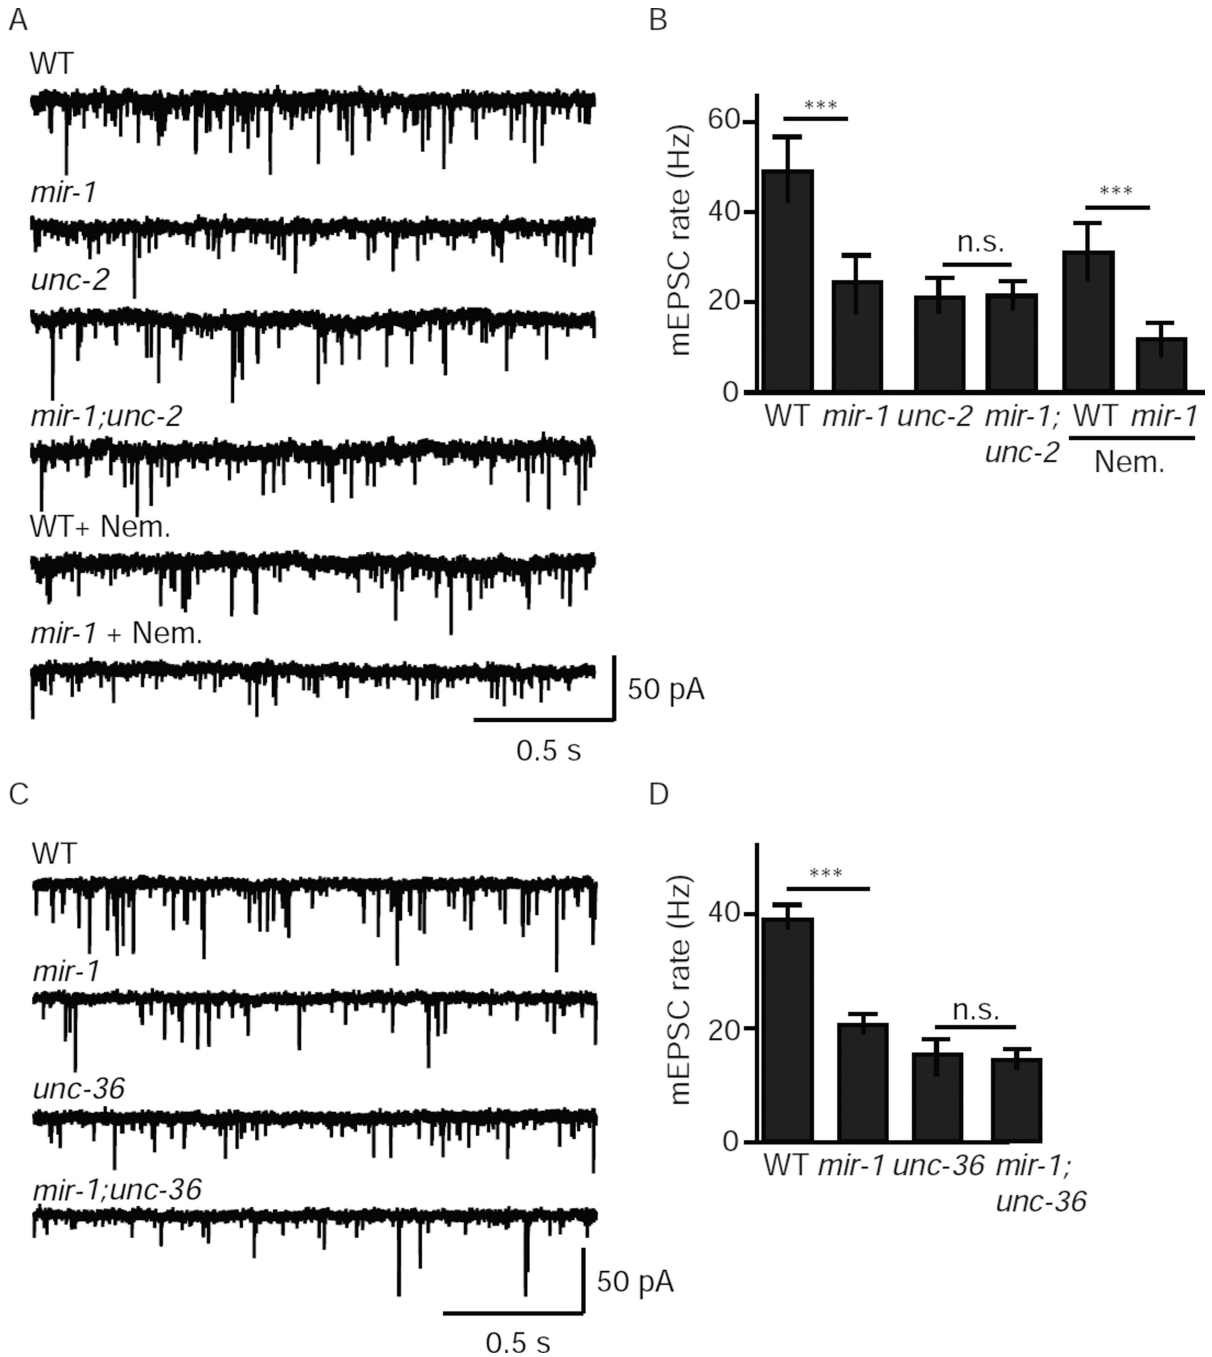 A
WT
mir-1
unc-2
mir-1;unc-2
WT+ Nem.
mir-1 + Nem.
50 pA
0.5 s
B
mEPSC rate (Hz)
60
40
20
0
***
n.s.
***
WT mir-1 unc-2 mir-1; WT mir-1
unc-2 Nem.
C
WT
mir-1
unc-36
mir-1;unc-36
50 pA
0.5 s
D
mEPSC rate (Hz)
40
20
0
***
n.s.
WT mir-1 unc-36 mir-1;
unc-36